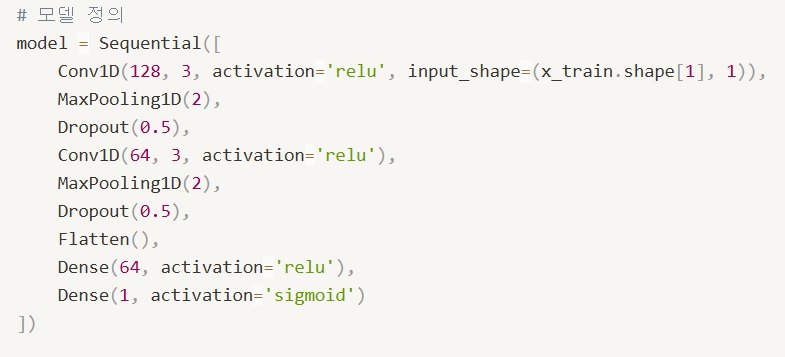 # 모델 정의
model = Sequential([
    Conv1D(128, 3, activation='relu', input_shape=(x_train.shape[1], 1)),
    MaxPooling1D(2),
    Dropout(0.5),
    Conv1D(64, 3, activation='relu'),
    MaxPooling1D(2),
    Dropout(0.5),
    Flatten(),
    Dense(64, activation='relu'),
    Dense(1, activation='sigmoid')
])